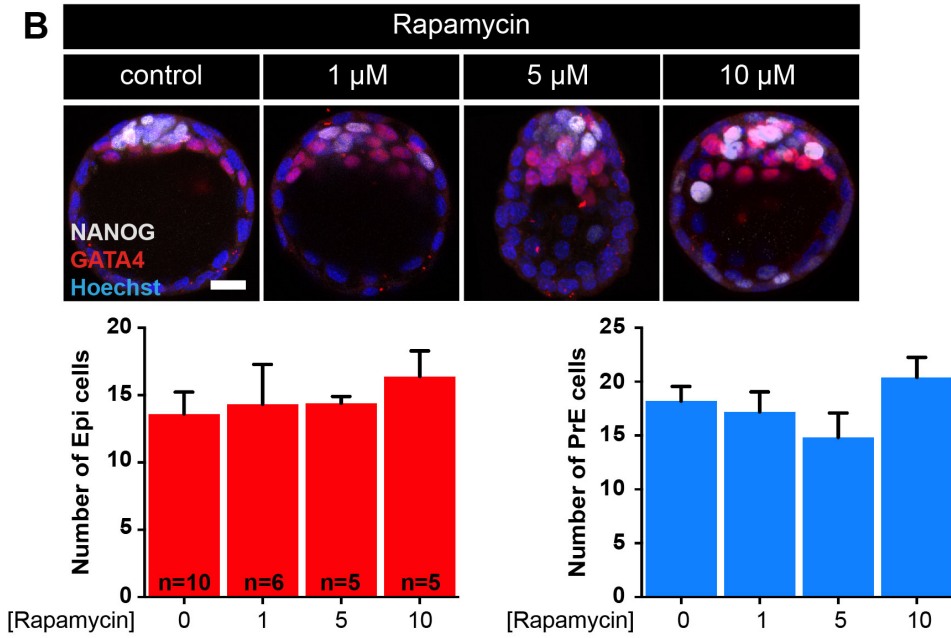 B
Rapamycin
control 1 µM 5 µM 10 µM
NANOG
GATA4
Hoechst
Number of Epi cells
20
15
10
5
0
n=10 n=6 n=5 n=5
[Rapamycin] 0 1 5 10
Number of PrE cells
25
20
15
10
5
0
[Rapamycin] 0 1 5 10